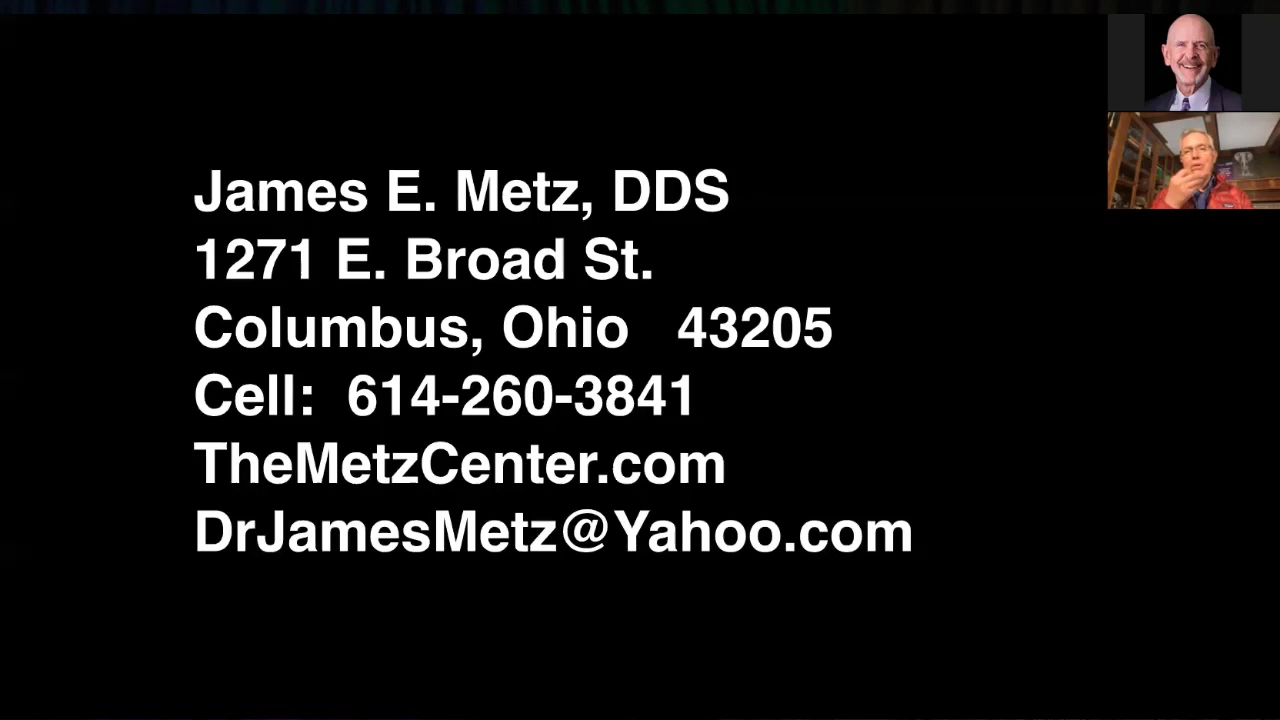 James E. Metz, DDS
1271 E. Broad St.
Columbus, Ohio 43205
Cell: 614-260-3841
TheMetzCenter.com
DrJamesMetz@Yahoo.com